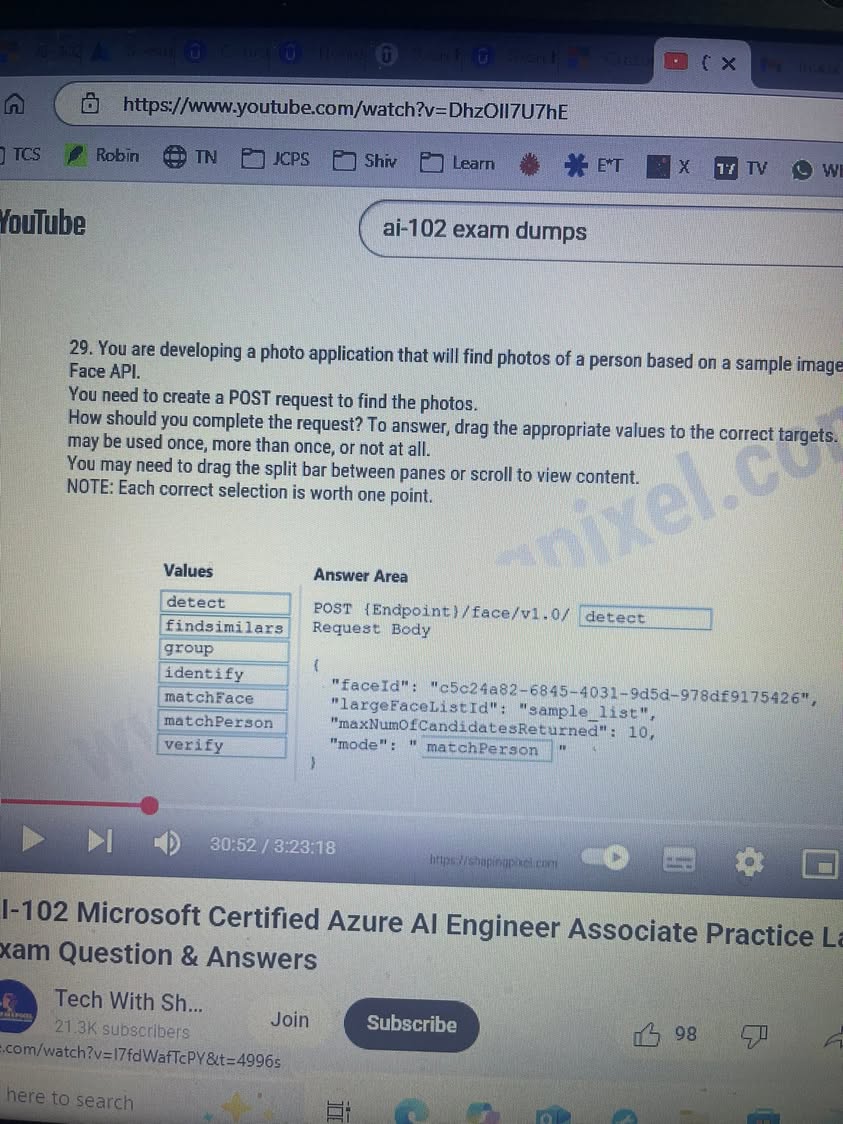 https://www.youtube.com/watch?v=DhzOIl7U7hE
TCS Robin TN JCPS Shiv Learn E*T X TV
YouTube
ai-102 exam dumps
29. You are developing a photo application that will find photos of a person based on a sample image
Face API.
You need to create a POST request to find the photos.
How should you complete the request? To answer, drag the appropriate values to the correct targets.
may be used once, more than once, or not at all.
You may need to drag the split bar between panes or scroll to view content.
NOTE: Each correct selection is worth one point.
Values
detect
findsimilars
group
identify
matchFace
matchPerson
verify
Answer Area
POST {Endpoint}/face/v1.0/ detect
Request Body
{
"faceId": "c5c24a82-6845-4031-9d5d-978df9175426",
"largeFaceListId": "sample_list",
"maxNumOfCandidatesReturned": 10,
"mode": " matchPerson "
}
30:52 / 3:23:18
https://shapingpixel.com
I-102 Microsoft Certified Azure AI Engineer Associate Practice La
xam Question & Answers
Tech With Sh...
21.3K subscribers
Join
Subscribe
98
.com/watch?v=I7fdWafTcPY&t=4996s
here to search